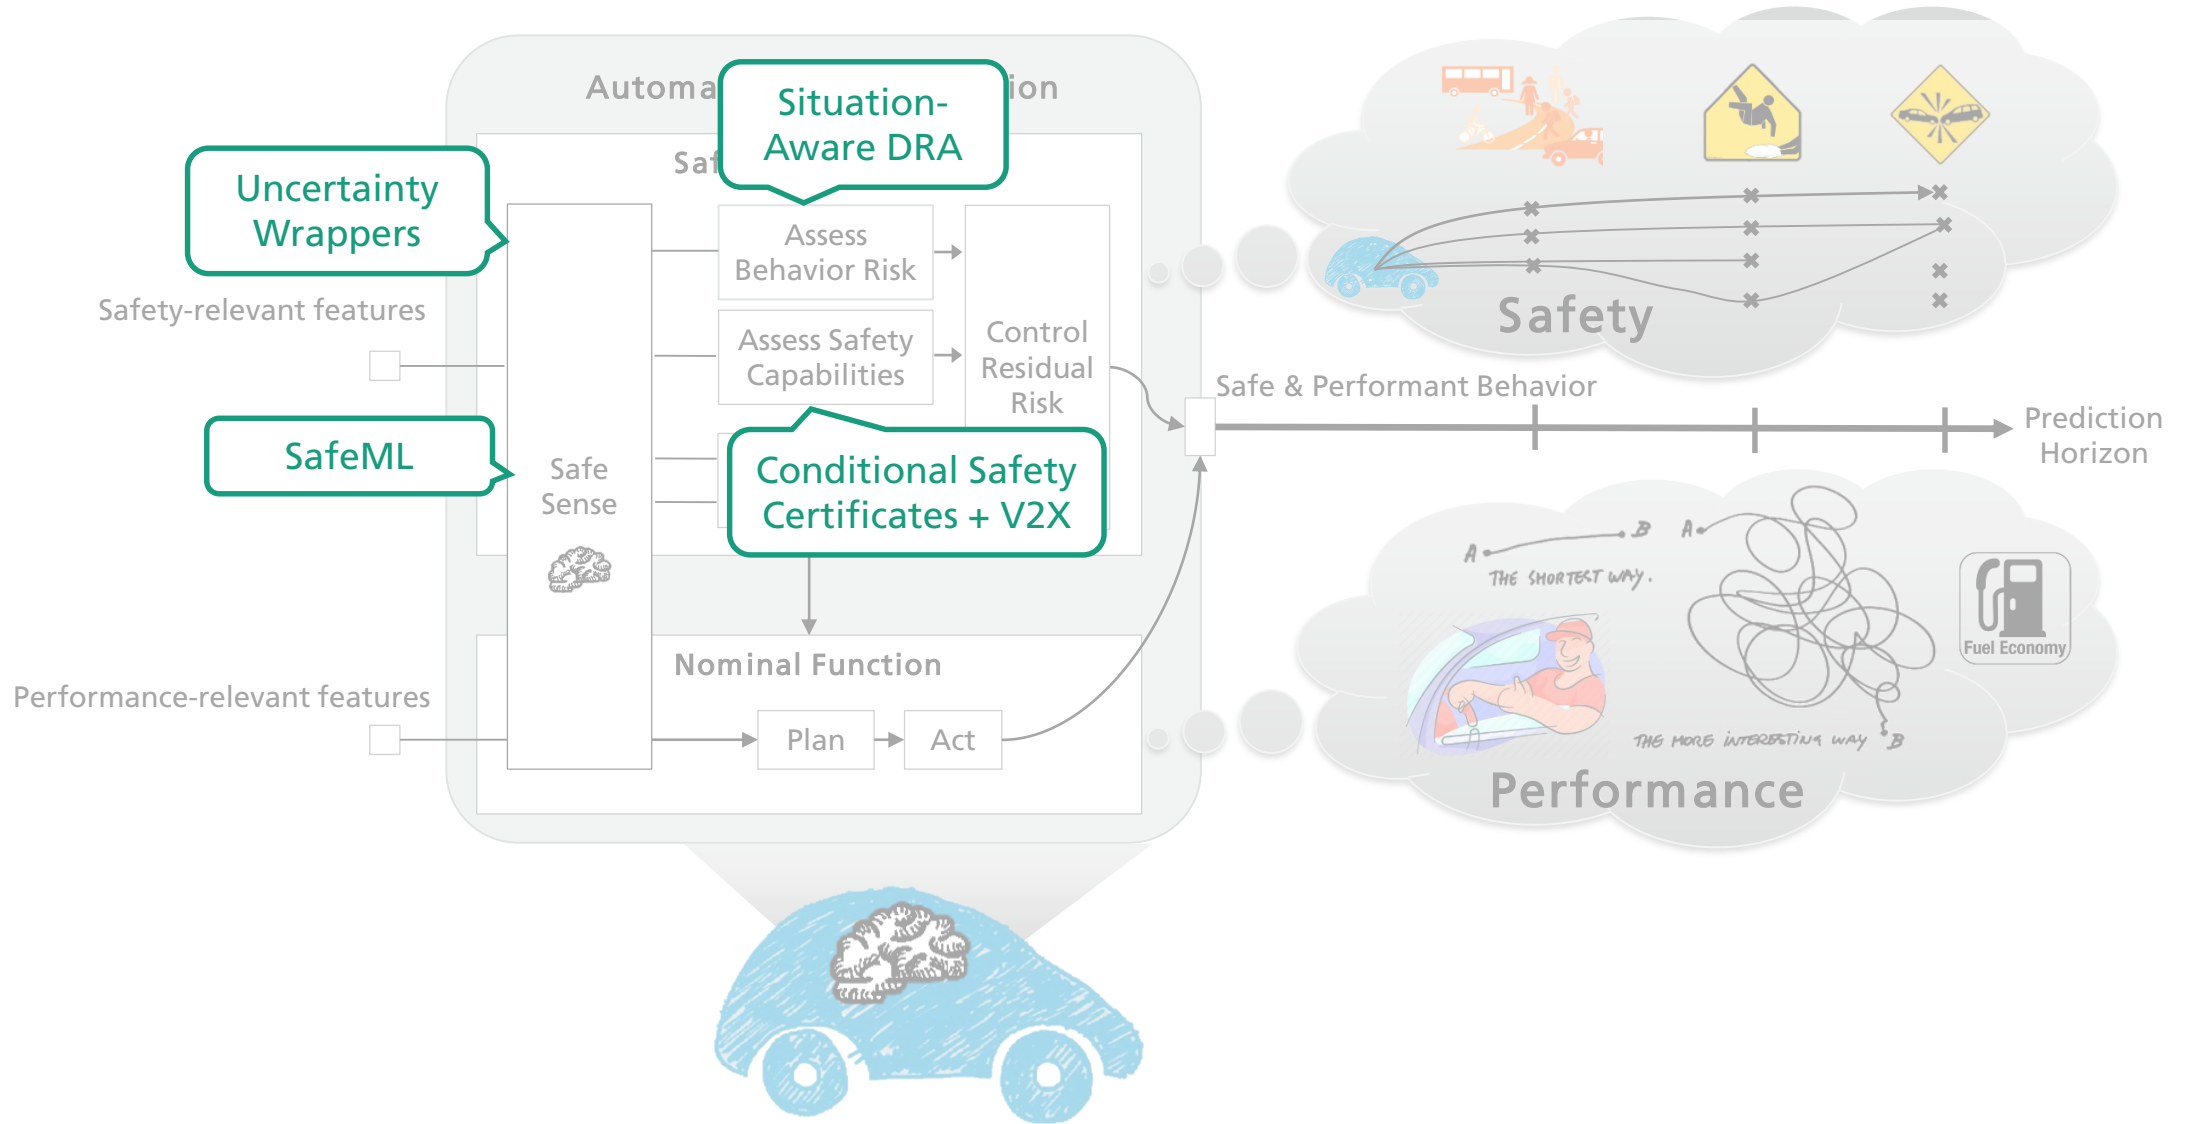 Automa
ion
Situation-
Aware DRA
Saf
Uncertainty
Wrappers
Assess
Behavior Risk
Safety-relevant features
Assess Safety
Capabilities
Control
Residual
Risk
SafeML
Safe
Sense
Conditional Safety
Certificates + V2X
Nominal Function
Performance-relevant features
Plan
Act
Safety
Safe & Performant Behavior
Prediction
Horizon
A
B
THE SHORTEST WAY.
A
Fuel Economy
THE MORE INTERESTING WAY
B
Performance